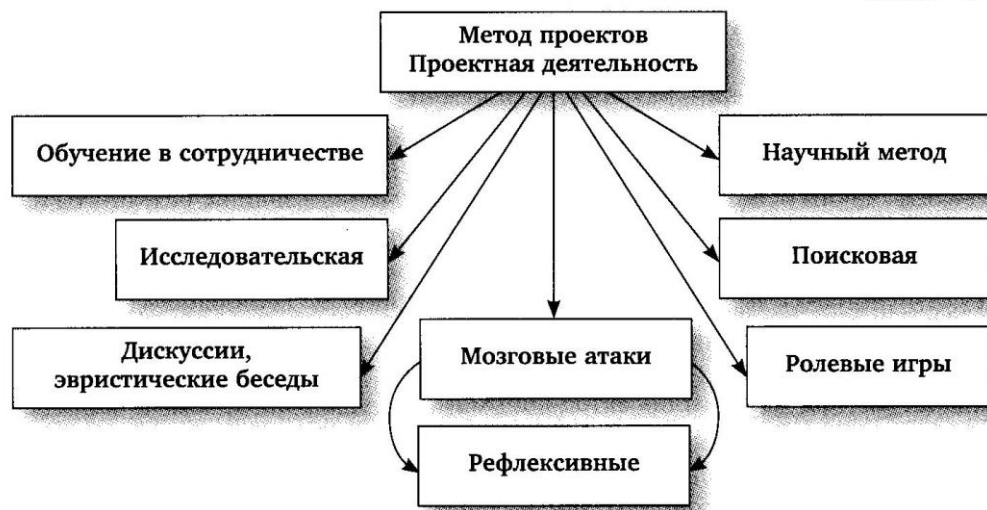 Метод проектов
Проектная деятельность
Обучение в сотрудничестве
Научный метод
Исследовательская
Поисковая
Дискуссии,
эвристические беседы
Мозговые атаки
Ролевые игры
Рефлексивные